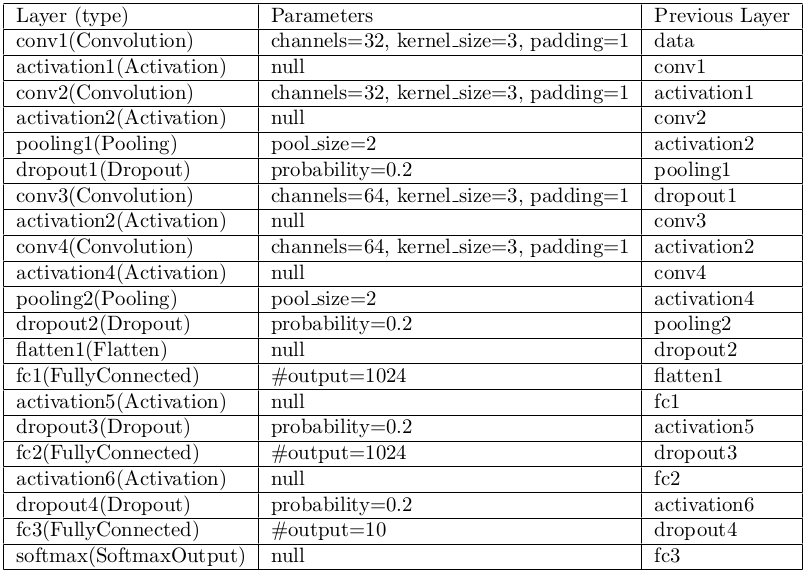 Layer (type) Parameters Previous Layer
conv1(Convolution) channels=32, kernel_size=3, padding=1 data
activation1(Activation) null conv1
conv2(Convolution) channels=32, kernel_size=3, padding=1 activation1
activation2(Activation) null conv2
pooling1(Pooling) pool_size=2 activation2
dropout1(Dropout) probability=0.2 pooling1
conv3(Convolution) channels=64, kernel_size=3, padding=1 dropout1
activation2(Activation) null conv3
conv4(Convolution) channels=64, kernel_size=3, padding=1 activation2
activation4(Activation) null conv4
pooling2(Pooling) pool_size=2 activation4
dropout2(Dropout) probability=0.2 pooling2
flatten1(Flatten) null dropout2
fc1(FullyConnected) #output=1024 flatten1
activation5(Activation) null fc1
dropout3(Dropout) probability=0.2 activation5
fc2(FullyConnected) #output=1024 dropout3
activation6(Activation) null fc2
dropout4(Dropout) probability=0.2 activation6
fc3(FullyConnected) #output=10 dropout4
softmax(SoftmaxOutput) null fc3